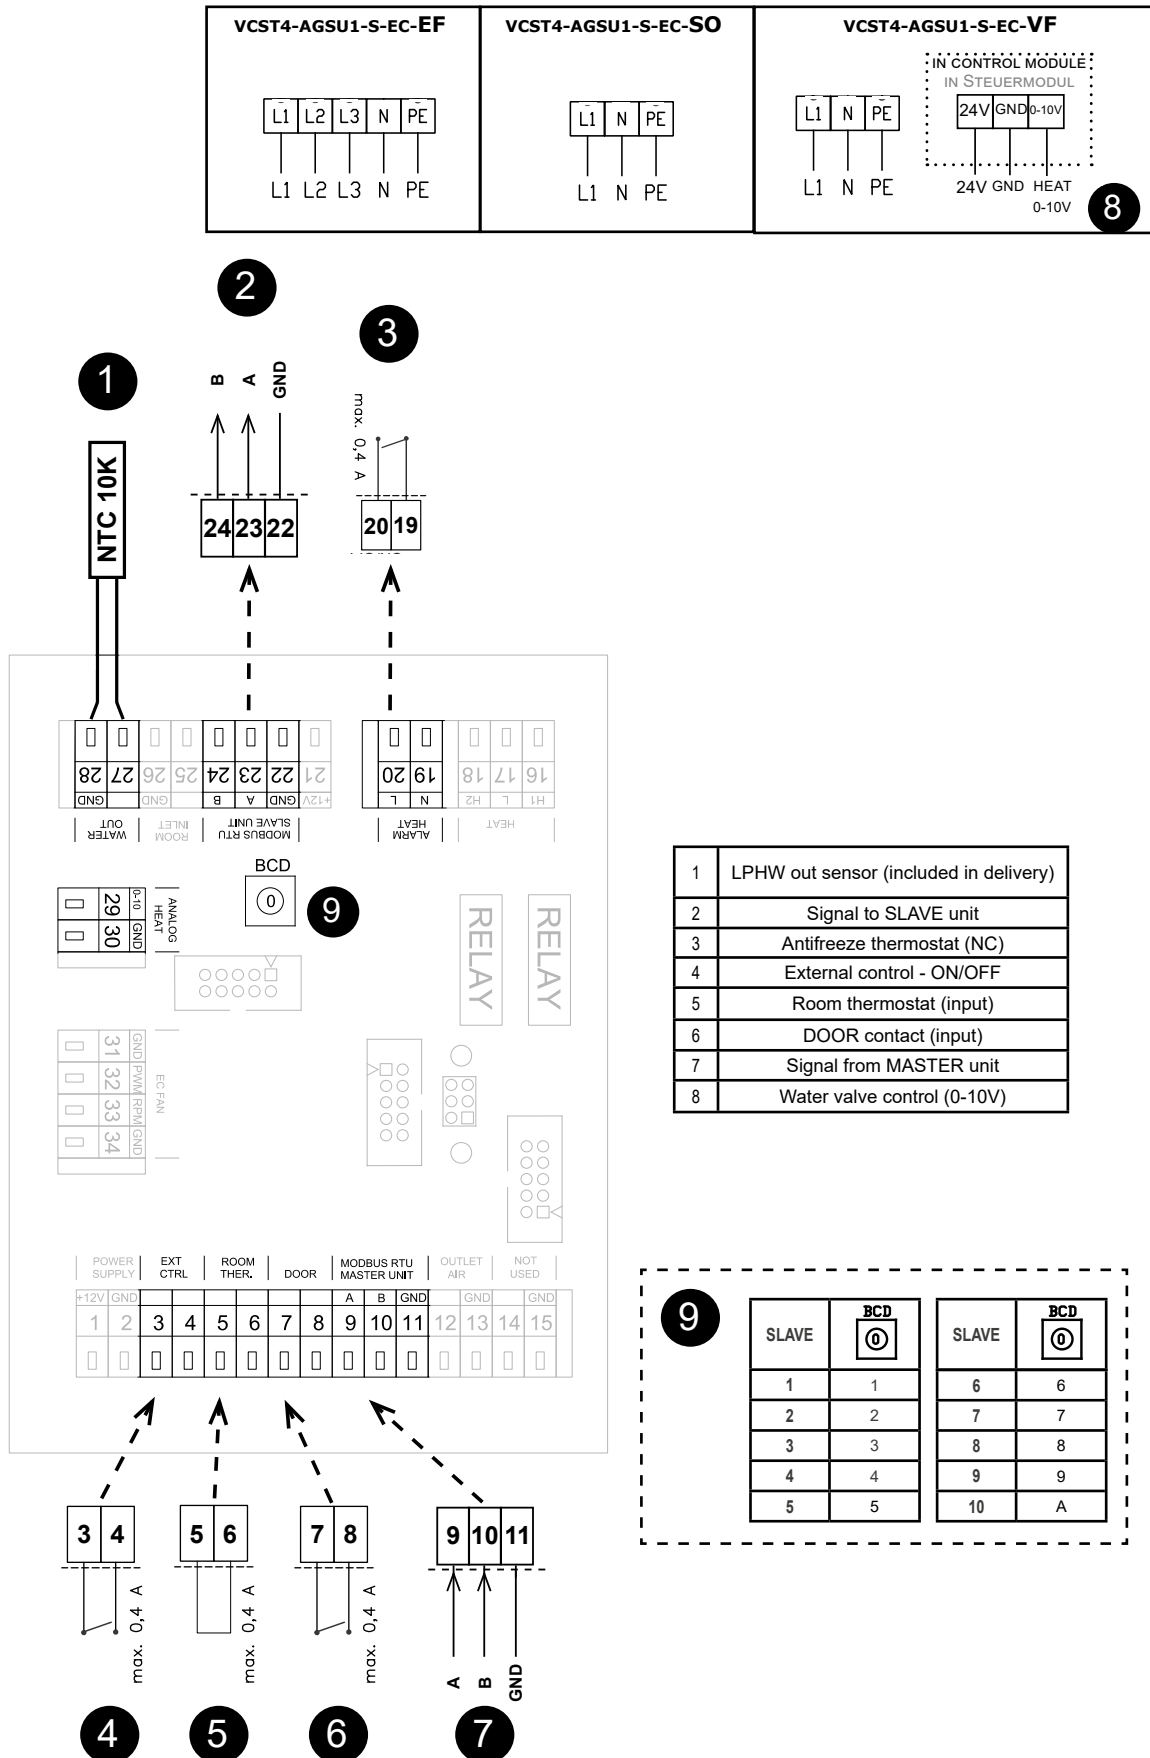 VCST4-AGSU1-S-EC-EF
VCST4-AGSU1-S-EC-SO
VCST4-AGSU1-S-EC-VF
IN CONTROL MODULE
IN STEUERMODUL
L1 L2 L3 N PE
L1 N PE
L1 N PE
24V GND 0-10V
L1 L2 L3 N PE
L1 N PE
L1 N PE
24V GND HEAT
0-10V
8
2
3
1
B A GND
max. 0,4 A
NTC 10K
24 23 22
20 19
28 27 26 25 24 23 22 21
GND GND B A GND +12V
WATER
OUT
ROOM
INLET
MODBUS RTU
SLAVE UNIT
20 19 18 17 16
L N H2 L H1
ALARM
HEAT
HEAT
BCD
0
9
29 0-10
30 GND
ANALOG
HEAT
RELAY
RELAY
31 GND
32 PWM
33 RPM
34 GND
EC FAN
1 LPHW out sensor (included in delivery)
2 Signal to SLAVE unit
3 Antifreeze thermostat (NC)
4 External control - ON/OFF
5 Room thermostat (input)
6 DOOR contact (input)
7 Signal from MASTER unit
8 Water valve control (0-10V)
POWER
SUPPLY
EXT
CTRL
ROOM
THER.
DOOR
MODBUS RTU
MASTER UNIT
OUTLET
AIR
NOT
USED
+12V GND A B GND GND GND
1 2 3 4 5 6 7 8 9 10 11 12 13 14 15
3 4
max. 0,4 A
4
5 6
max. 0,4 A
5
7 8
max. 0,4 A
6
9 10 11
A B GND
7
9
SLAVE BCD 0 SLAVE BCD 0
1 1 6 6
2 2 7 7
3 3 8 8
4 4 9 9
5 5 10 A